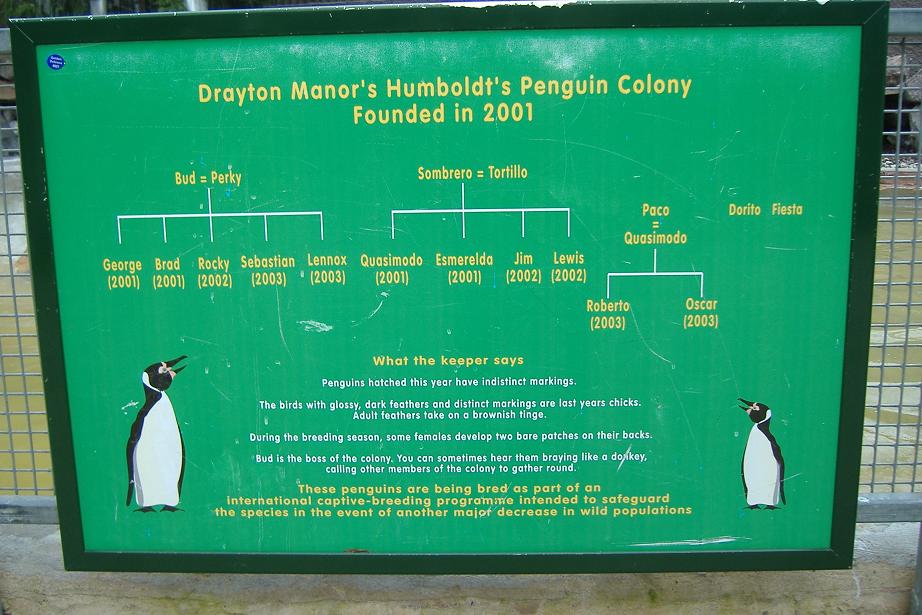 Drayton Manor's Humboldt's Penguin Colony
Founded in 2001
Bud = Perky
George (2001)
Brad (2001)
Rocky (2002)
Sebastian (2003)
Lennox (2003)
Sombrero = Tortillo
Quasimodo (2001)
Esmerelda (2001)
Jim (2002)
Lewis (2002)
Paco
=
Quasimodo
Roberto (2003)
Oscar (2003)
Dorito Fiesta
What the keeper says
Penguins hatched this year have indistinct markings.
The birds with glossy, dark feathers and distinct markings are last years chicks.
Adult feathers take on a brownish tinge.
During the breeding season, some females develop two bare patches on their backs.
Bud is the boss of the colony. You can sometimes hear them braying like a donkey,
calling other members of the colony to gather round.
These penguins are being bred as part of an
international captive-breeding programme intended to safeguard
the species in the event of another major decrease in wild populations